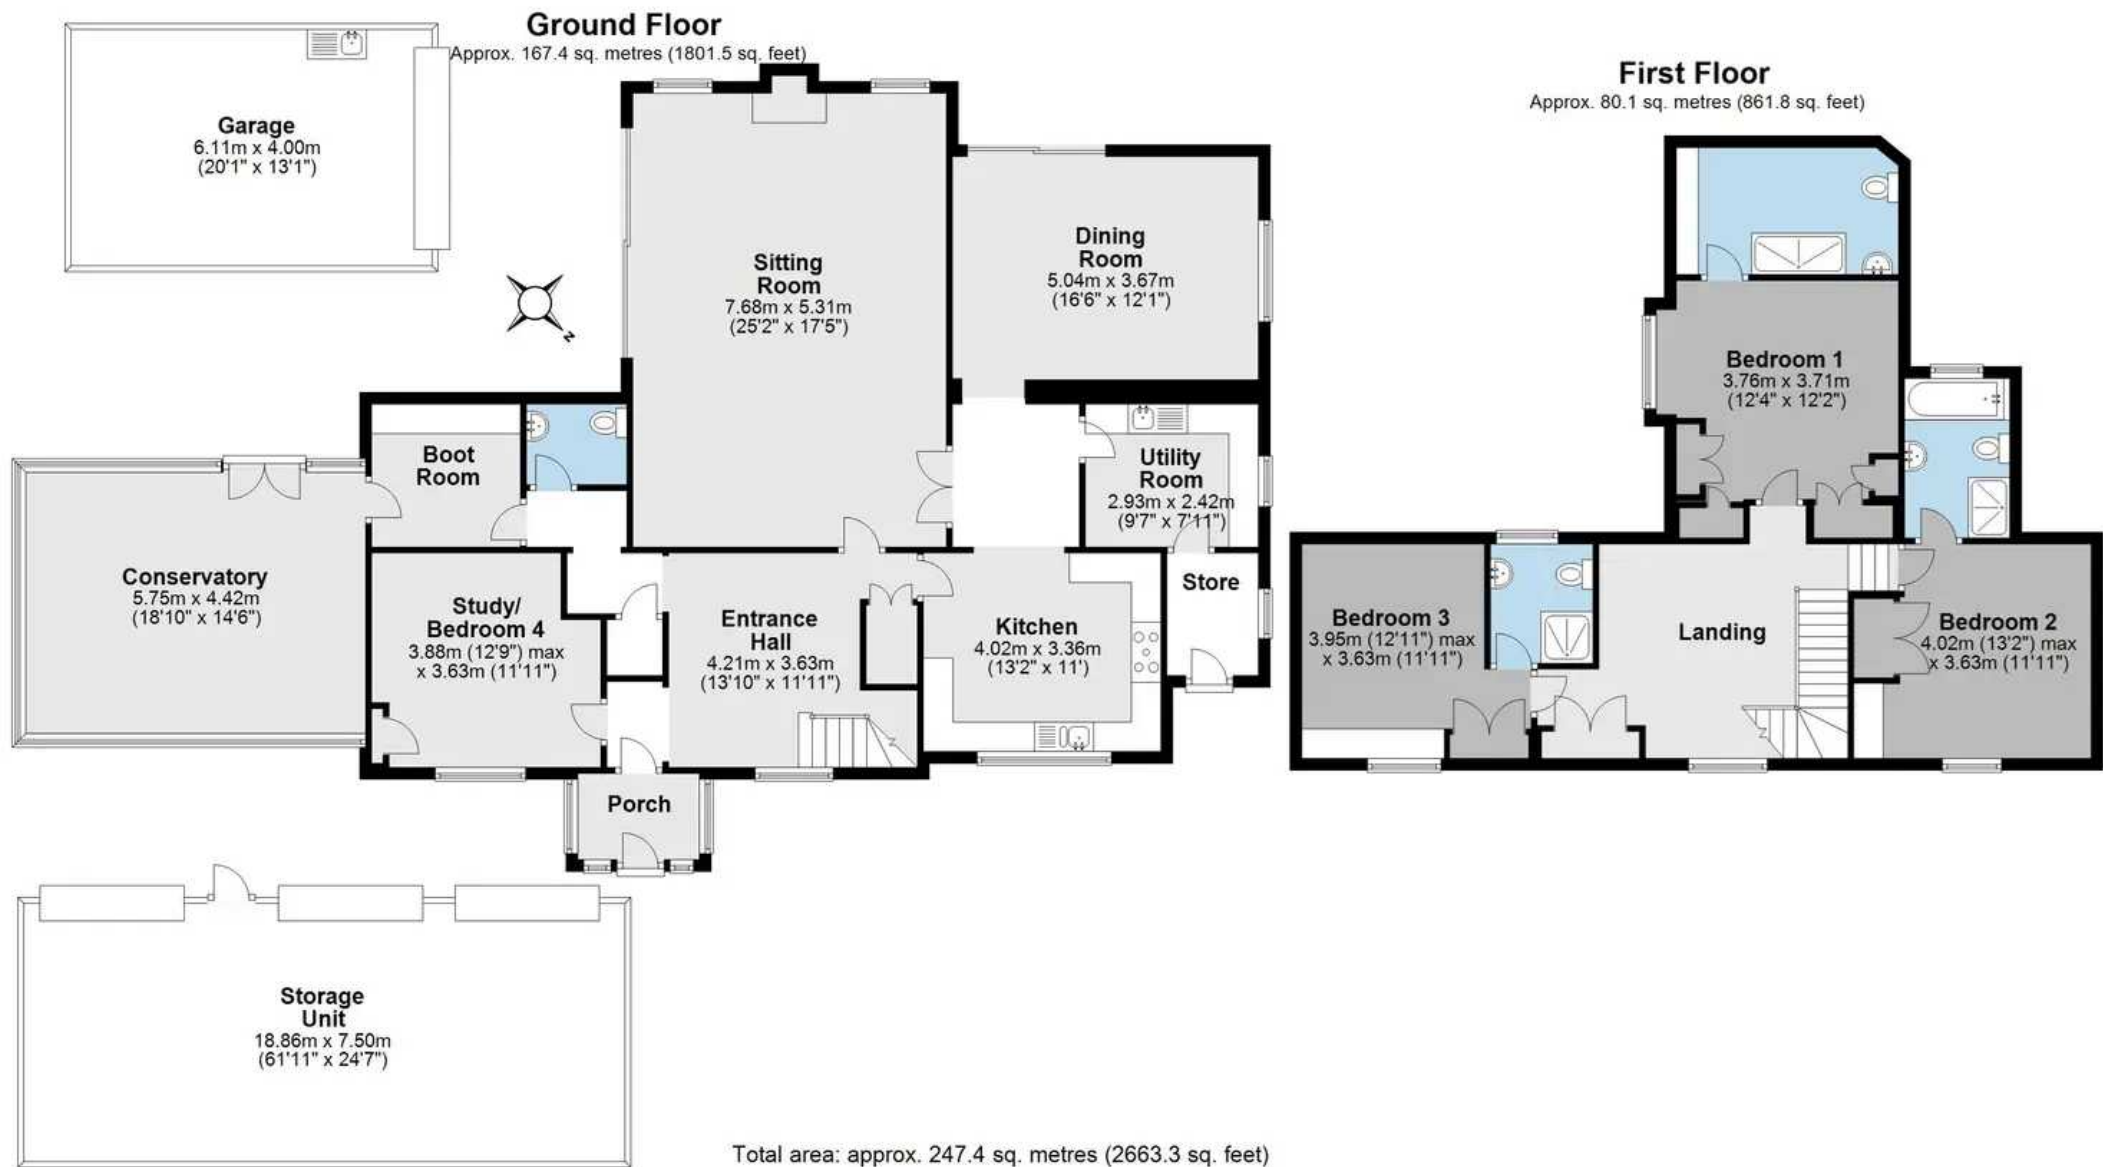 Ground Floor
Approx. 167.4 sq. metres (1801.5 sq. feet)
Garage
6.11m x 4.00m
(20'1" x 13'1")
Sitting
Room
7.68m x 5.31m
(25'2" x 17'5")
Dining
Room
5.04m x 3.67m
(16'6" x 12'1")
Z
Boot
Room
Utility
Room
2.93m x 2.42m
(9'7" x 7'11")
Conservatory
5.75m x 4.42m
(18'10" x 14'6")
Study/
Bedroom 4
3.88m (12'9") max
x 3.63m (11'11")
Entrance
Hall
4.21m x 3.63m
(13'10" x 11'11")
Kitchen
4.02m x 3.36m
(13'2" x 11')
Store
Porch
Storage
Unit
18.86m x 7.50m
(61'11" x 24'7")
First Floor
Approx. 80.1 sq. metres (861.8 sq. feet)
Bedroom 1
3.76m x 3.71m
(12'4" x 12'2")
Bedroom 3
3.95m (12'11") max
x 3.63m (11'11")
Landing
Bedroom 2
4.02m (13'2") max
x 3.63m (11'11")
Total area: approx. 247.4 sq. metres (2663.3 sq. feet)